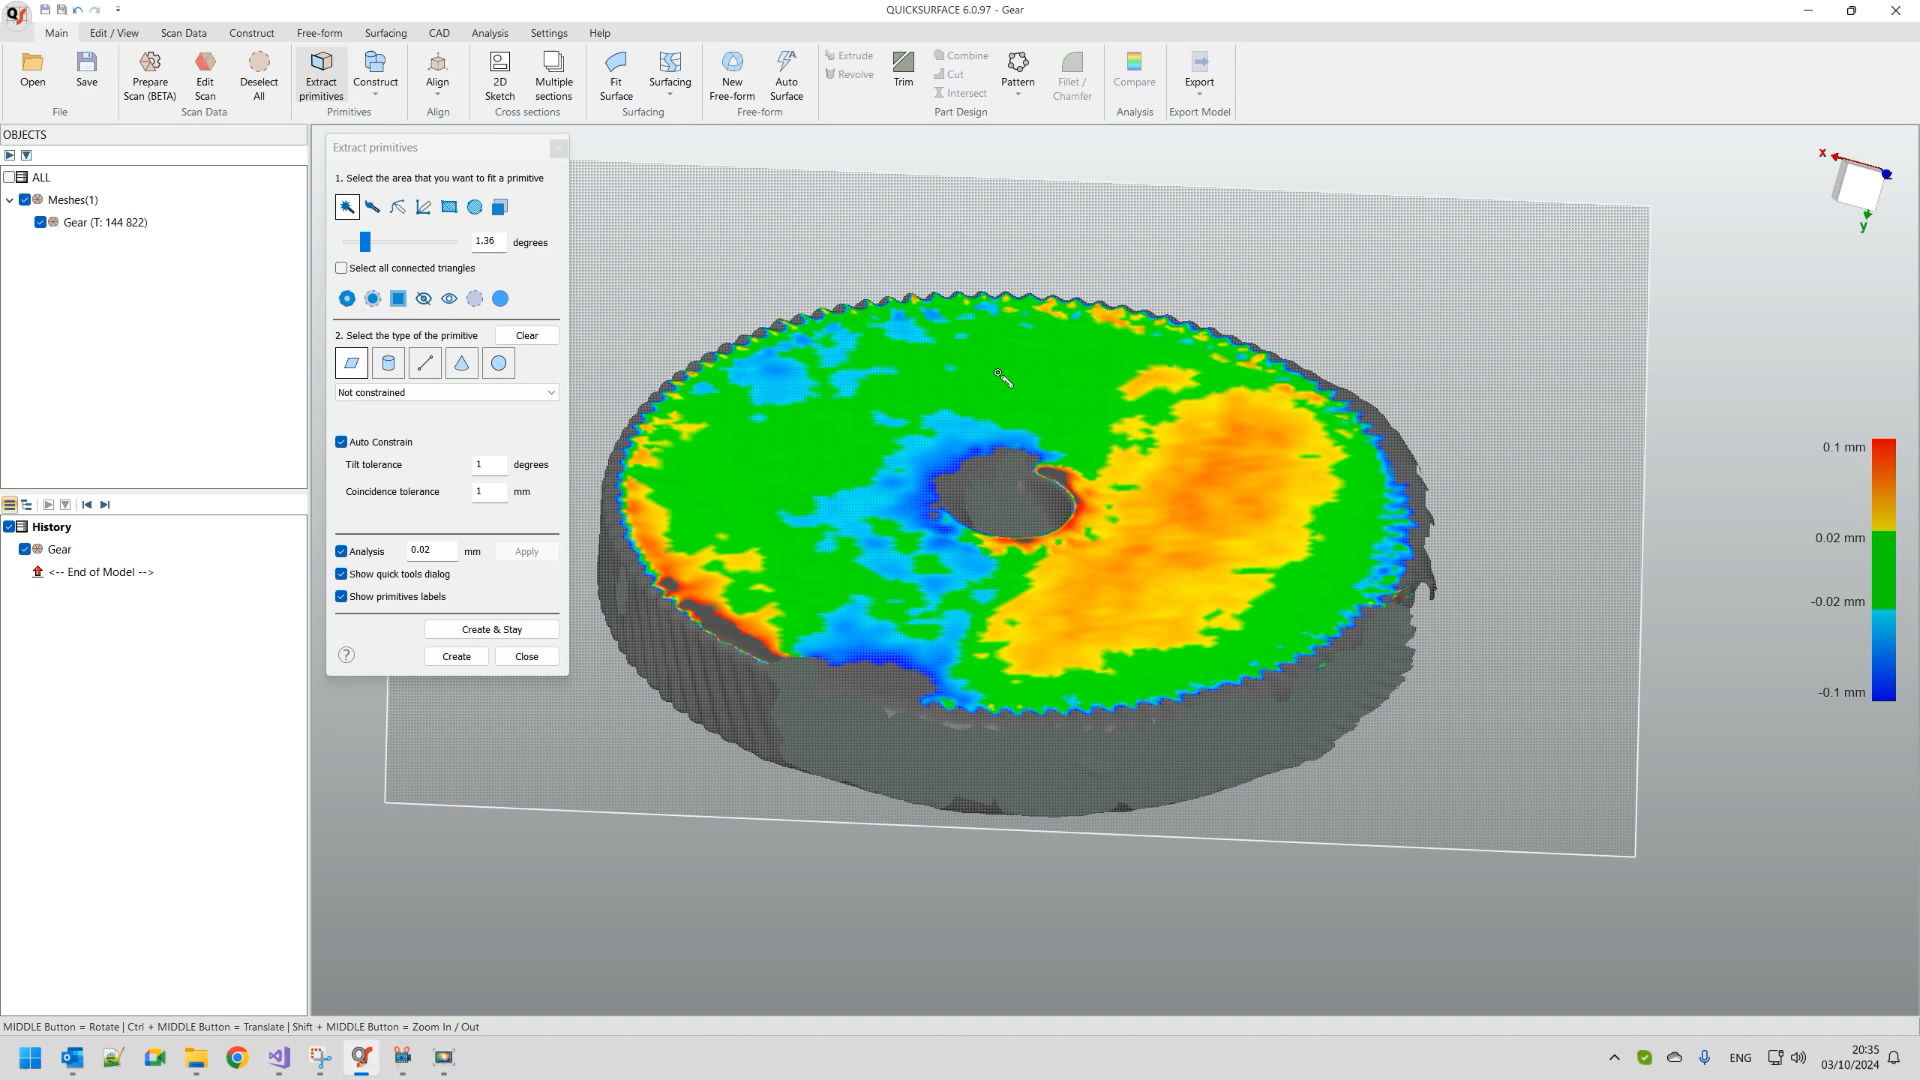 QUICKSURFACE 6.0.97 - Gear
Main Edit / View Scan Data Construct Free-form Surfacing CAD Analysis Settings Help
Open Save Prepare Scan (BETA) Edit Scan Deselect All Extract primitives Construct Align 2D Sketch Multiple sections Fit Surface Surfacing New Free-form Auto Surface Extrude Revolve Trim Combine Cut Intersect Pattern Fillet / Chamfer Compare Export
File Scan Data Primitives Align Cross sections Surfacing Free-form Part Design Analysis Export Model
OBJECTS
ALL
Meshes(1)
Gear (T: 144 822)
History
Gear
<-- End of Model -->
Extract primitives
1. Select the area that you want to fit a primitive
1.36 degrees
Select all connected triangles
2. Select the type of the primitive Clear
Not constrained
Auto Constrain
Tilt tolerance 1 degrees
Coincidence tolerance 1 mm
Analysis 0.02 mm Apply
Show quick tools dialog
Show primitives labels
Create & Stay
? Create Close
x
y
0.1 mm
0.02 mm
-0.02 mm
-0.1 mm
MIDDLE Button = Rotate | Ctrl + MIDDLE Button = Translate | Shift + MIDDLE Button = Zoom In / Out
ENG
20:35
03/10/2024